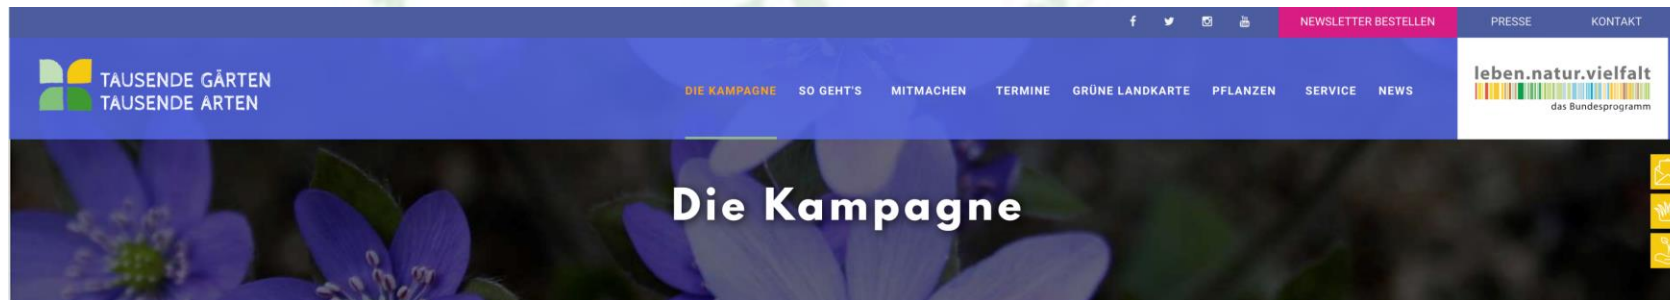 NEWSLETTER BESTELLEN PRESSE KONTAKT
TAUSENDE GÄRTEN
TAUSENDE ARTEN
DIE KAMPAGNE SO GEHT'S MITMACHEN TERMINE GRÜNE LANDKARTE PFLANZEN SERVICE NEWS
leben.natur.vielfalt
das Bundesprogramm
Die Kampagne